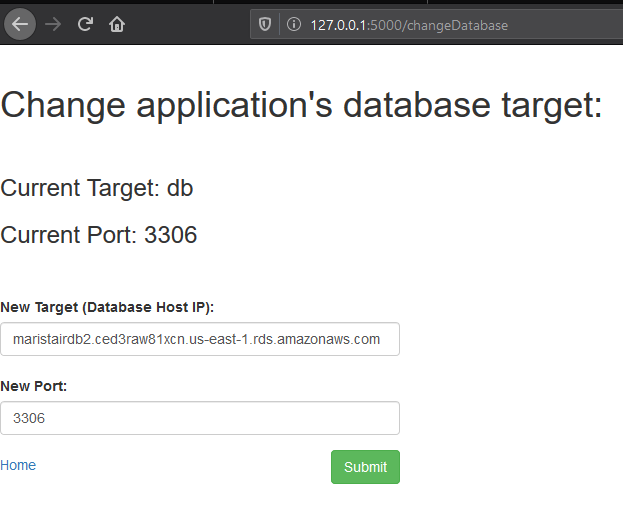 127.0.0.1:5000/changeDatabase
Change application's database target:
Current Target: db
Current Port: 3306
New Target (Database Host IP):
maristairdb2.ced3raw81xcn.us-east-1.rds.amazonaws.com
New Port:
3306
Home Submit